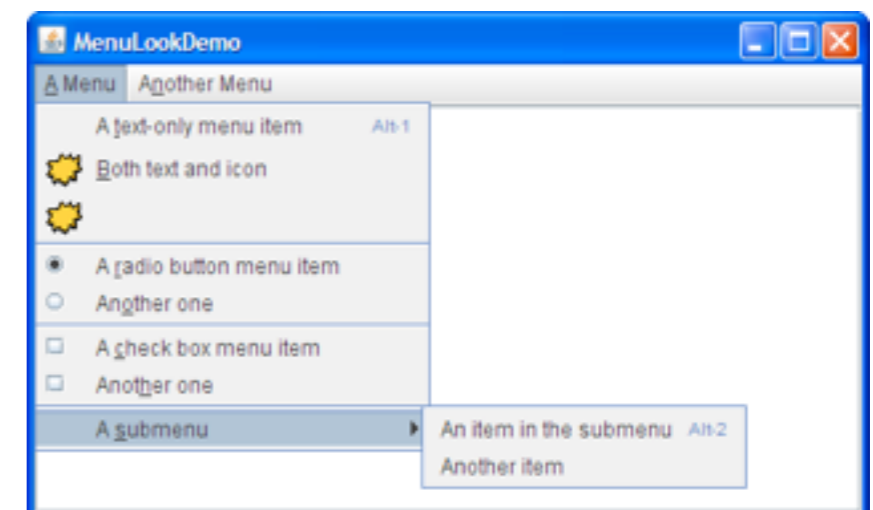 MenuLookDemo
A Menu Another Menu
A text-only menu item Alt-1
Both text and icon
A radio button menu item
Another one
A check box menu item
Another one
A submenu
An item in the submenu Alt-2
Another item